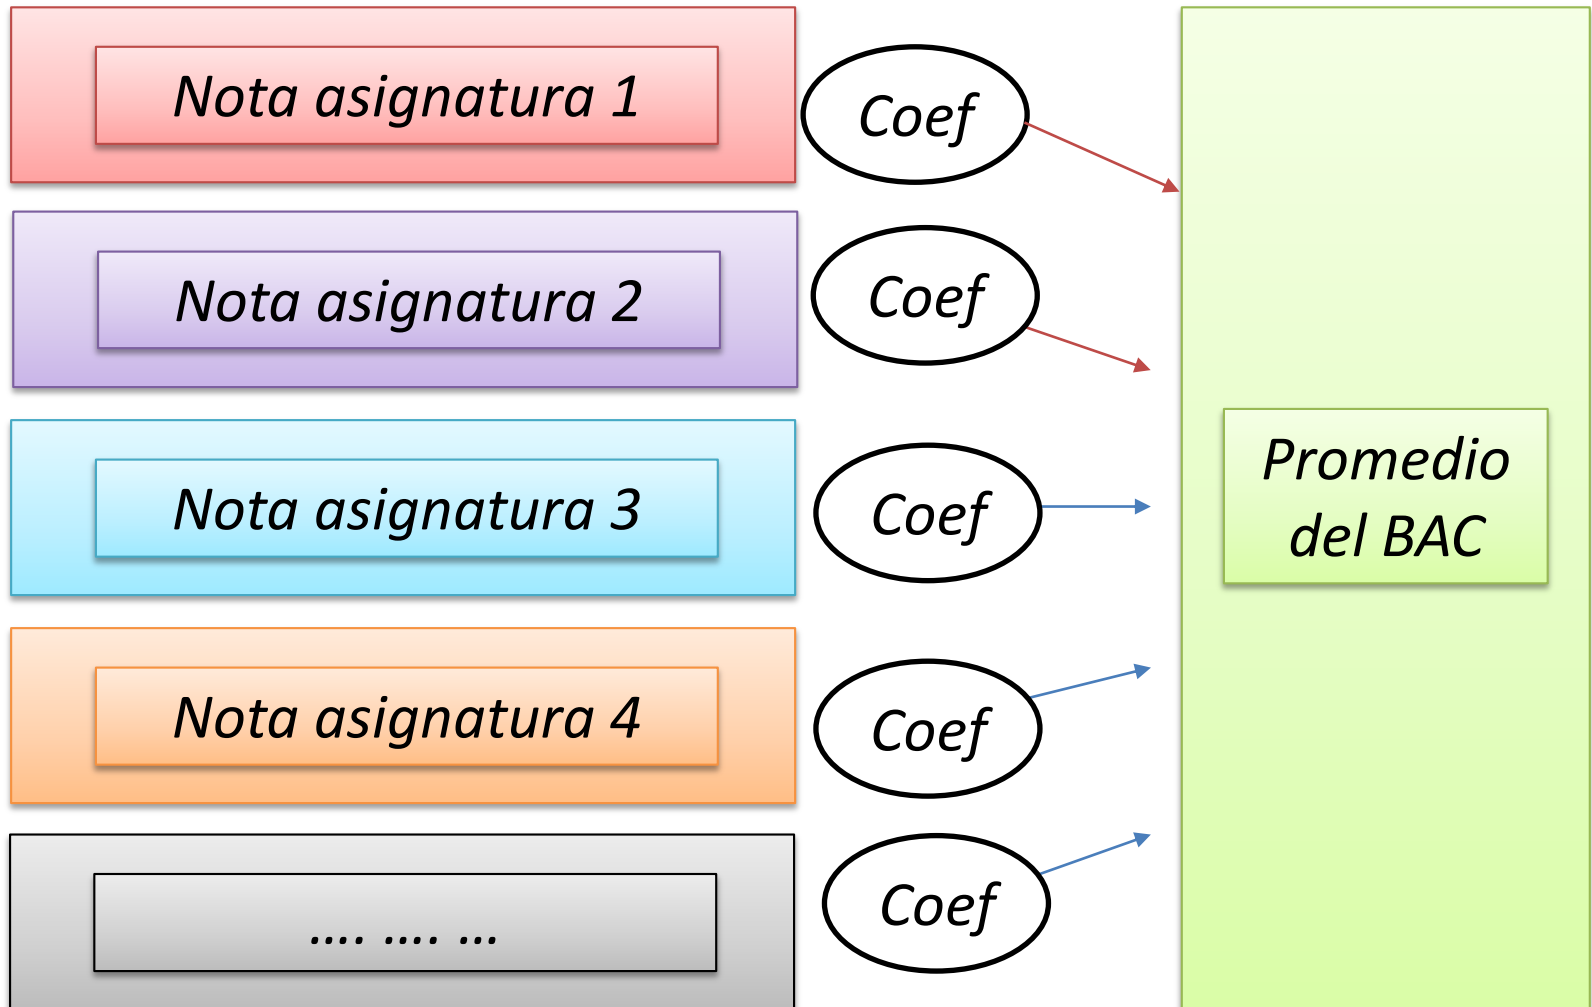 Nota asignatura 1
Coef
Nota asignatura 2
Coef
Nota asignatura 3
Coef
Nota asignatura 4
Coef
.... .... ...
Coef
Promedio
del BAC